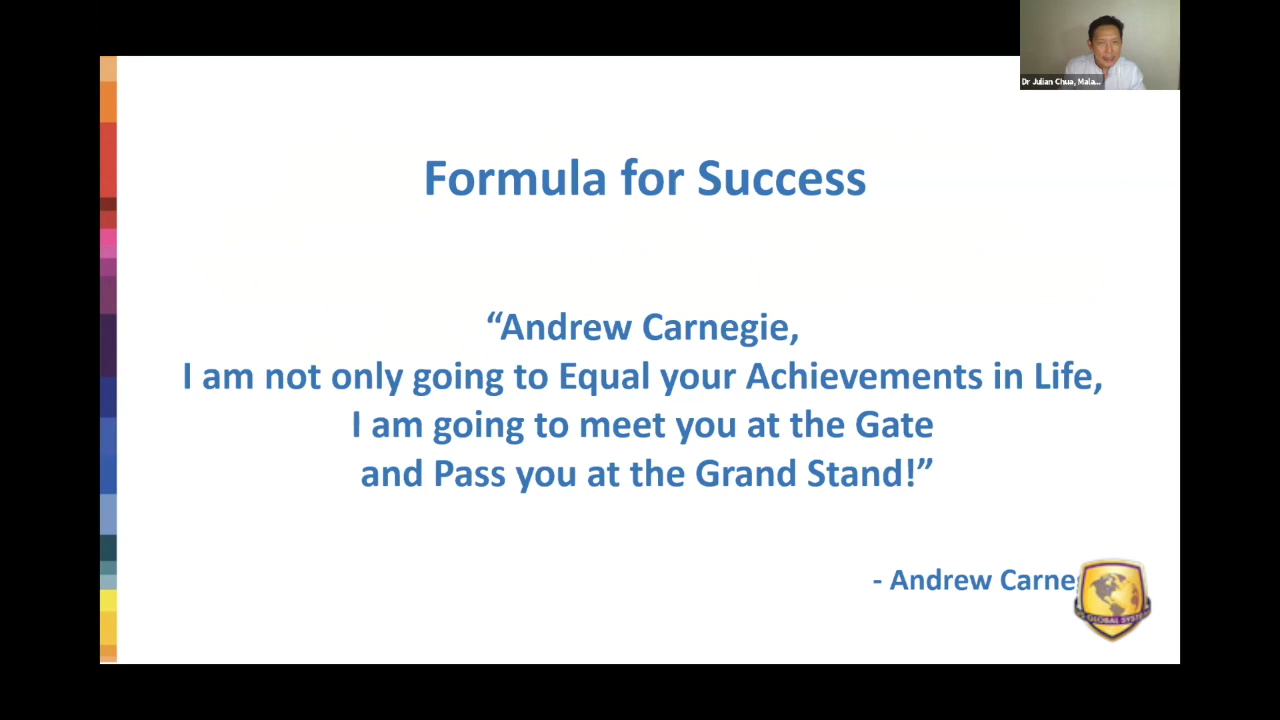 Dr Julian Chua, Mala...
Formula for Success
“Andrew Carnegie,
I am not only going to Equal your Achievements in Life,
I am going to meet you at the Gate
and Pass you at the Grand Stand!”
- Andrew
GLOBAL